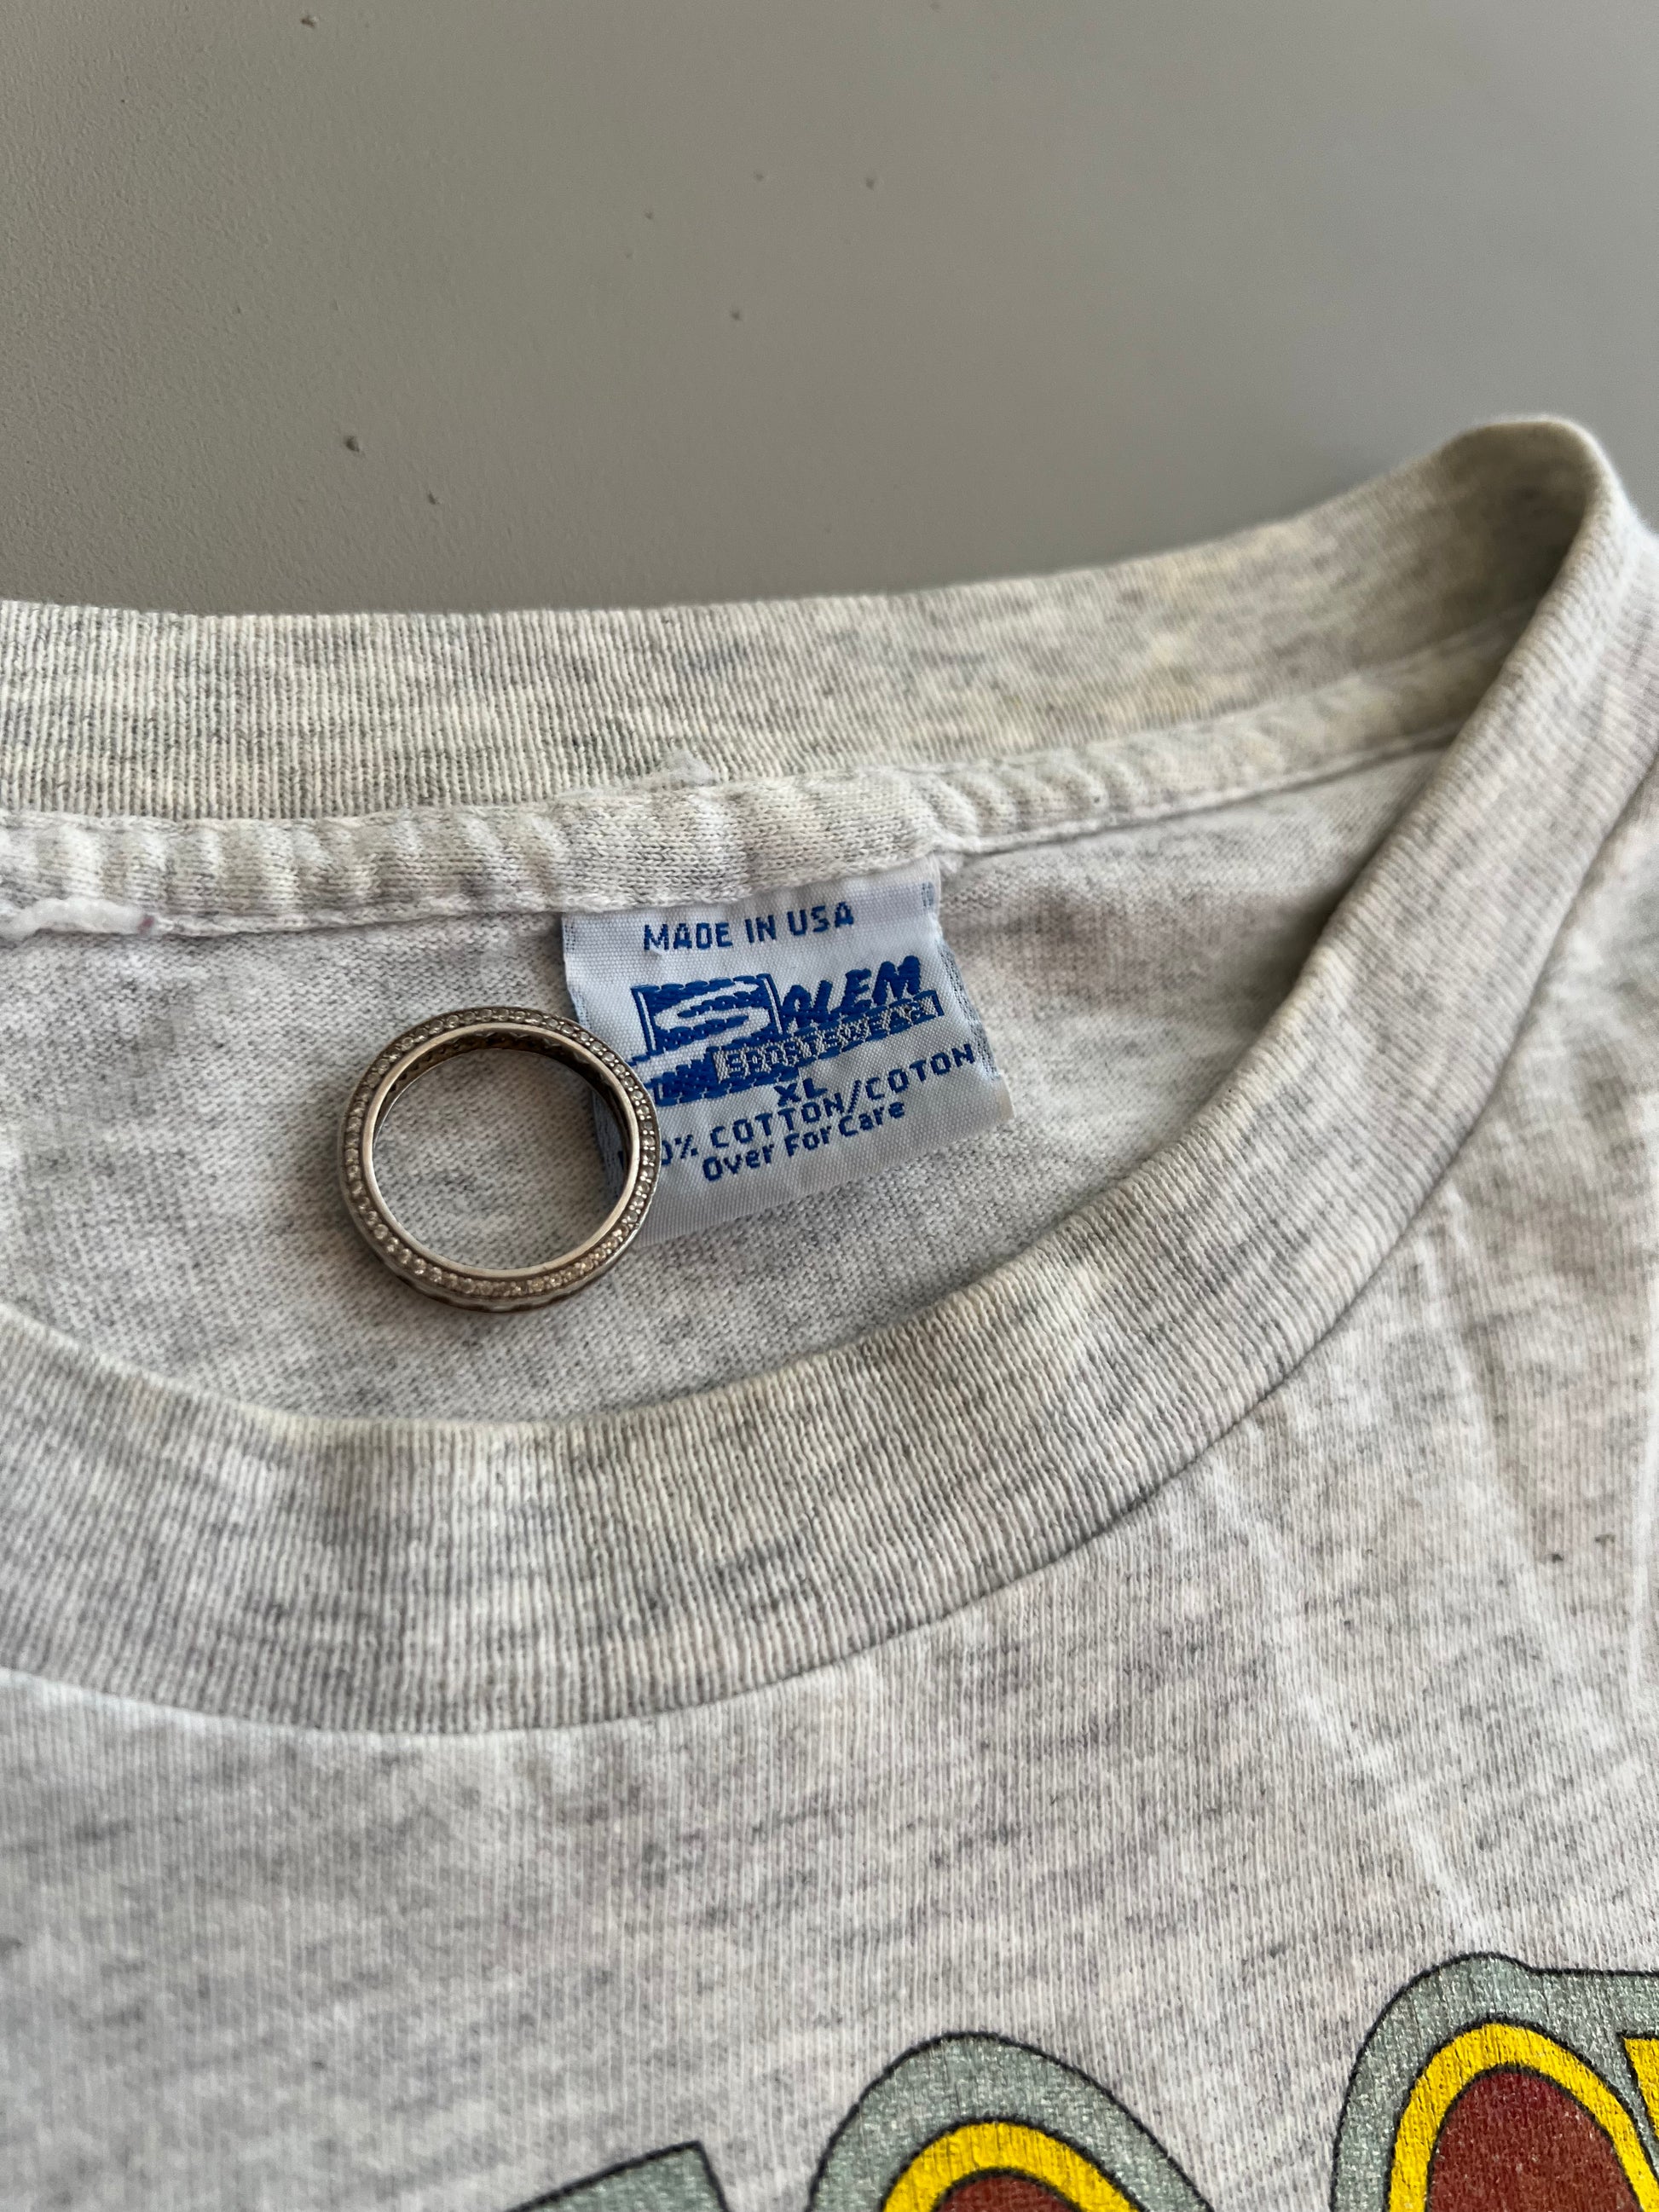 MADE IN USA
SALEM
SPORTSWEAR
XL
0% COTTON/COTON
Over For Care